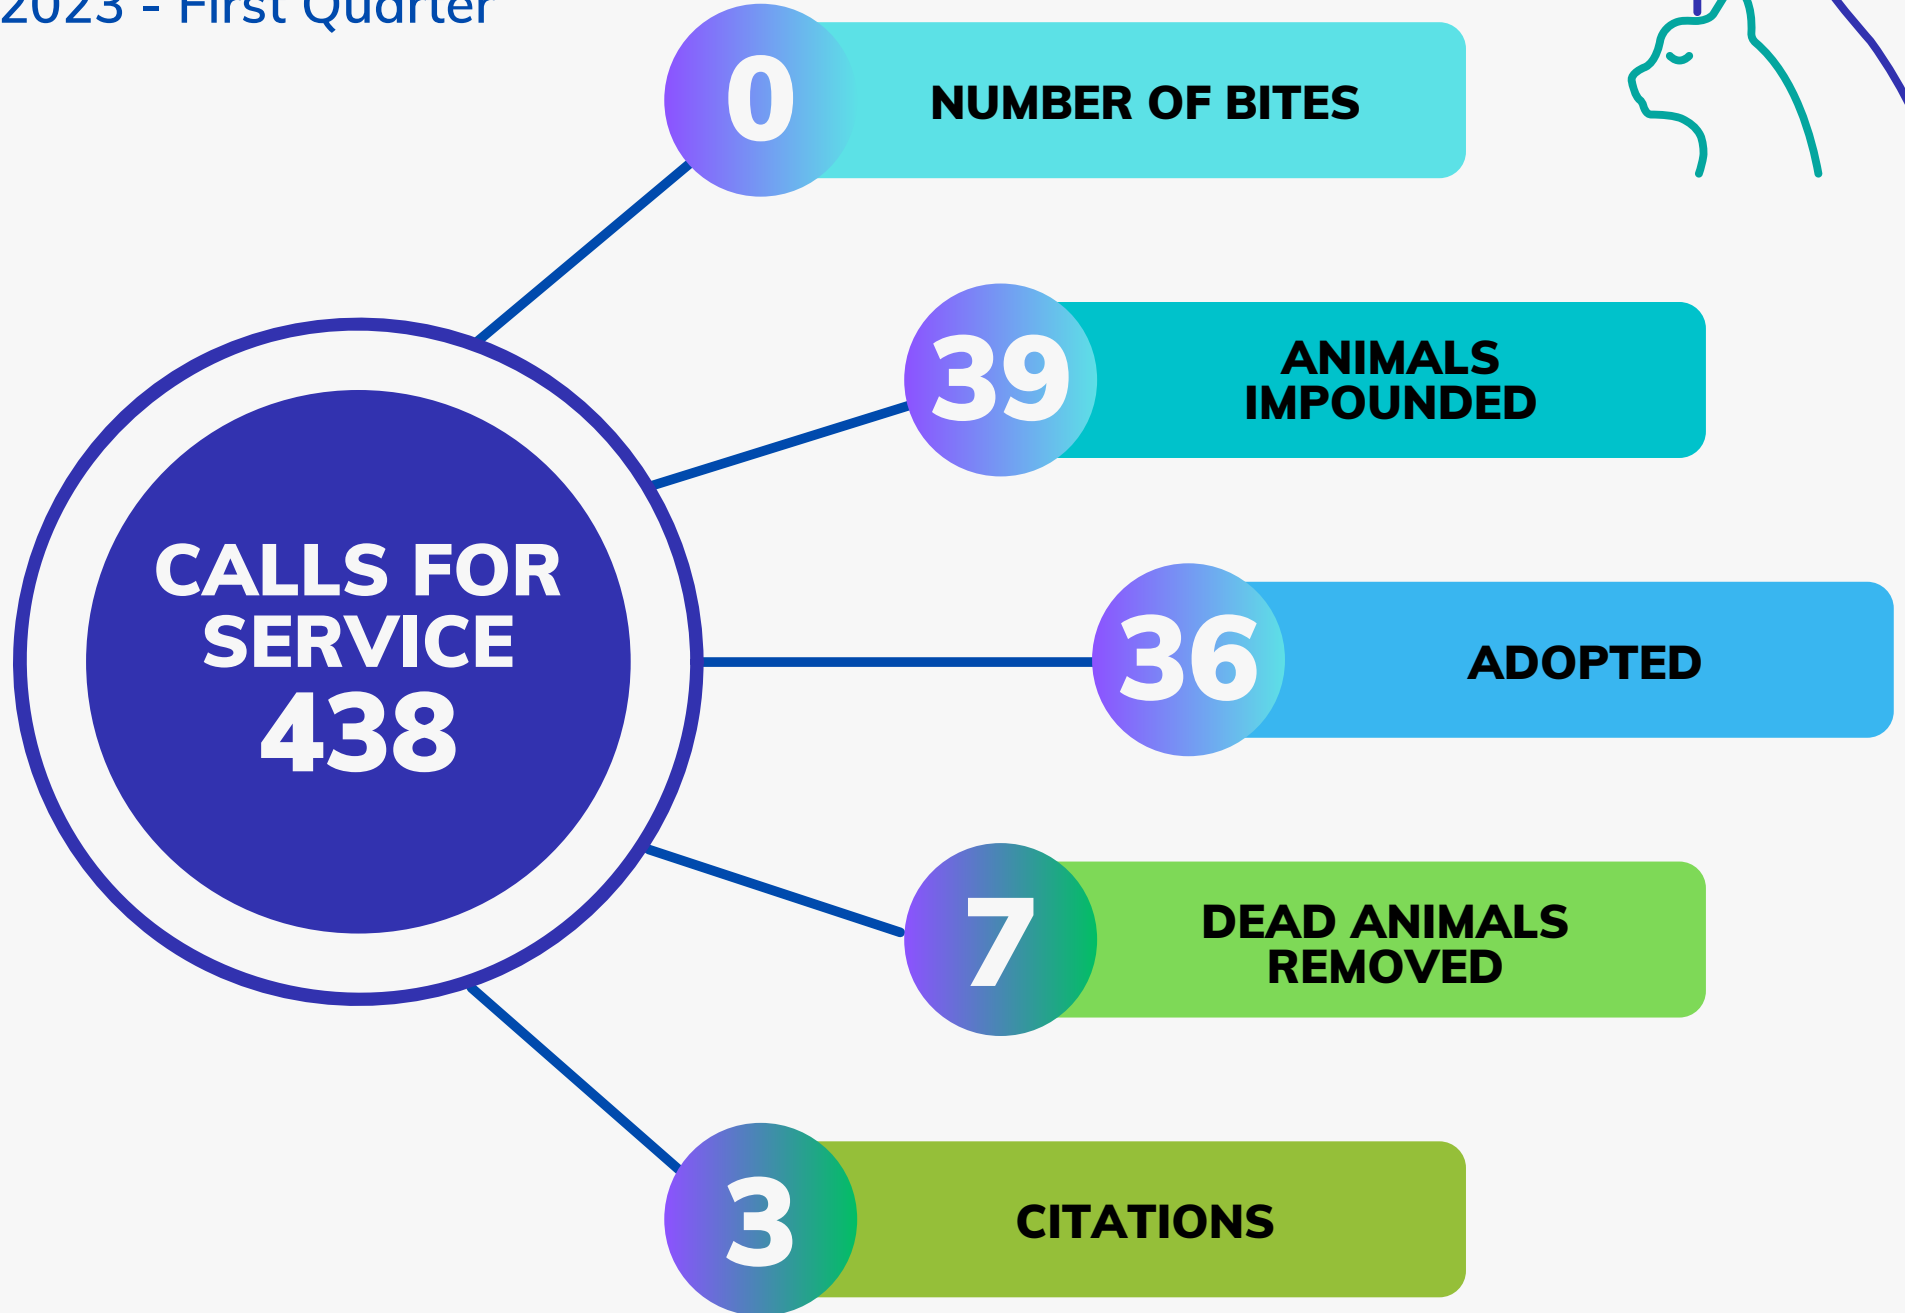 2023 - First Quarter
0
NUMBER OF BITES
39
ANIMALS
IMPOUNDED
CALLS FOR
SERVICE
438
36
ADOPTED
7
DEAD ANIMALS
REMOVED
3
CITATIONS